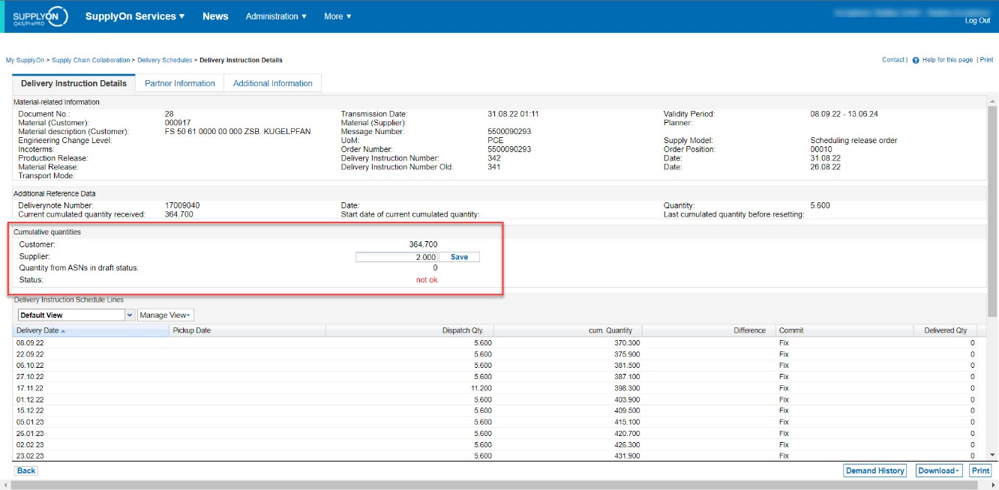 SUPPLYON SupplyOn Services ▾ News Administration ▾ More ▾
QAS/PrePRD
Log Out
My SupplyOn > Supply Chain Collaboration > Delivery Schedules > Delivery Instruction Details Contact | ? Help for this page | Print
Delivery Instruction Details Partner Information Additional Information
Material-related Information
Document No.: 28 Transmission Date: 31.08.22 01:11 Validity Period: 08.09.22 - 13.06.24
Material (Customer): 000917 Material (Supplier): Planner:
Material description (Customer): FS 50 61 0000 00 000 ZSB. KUGELPFAN Message Number: 5500090293
Engineering Change Level: UoM: PCE Supply Model: Scheduling release order
Incoterms: Order Number: 5500090293 Order Position: 00010
Production Release: Delivery Instruction Number: 342 Date: 31.08.22
Material Release: Delivery Instruction Number Old: 341 Date: 26.08.22
Transport Mode:
Additional Reference Data
Deliverynote Number: 17009040 Date: Quantity: 5.600
Current cumulated quantity received: 364.700 Start date of current cumulated quantity: Last cumulated quantity before resetting:
Cumulative quantities
Customer: 364.700
Supplier: 2.000 Save
Quantity from ASNs in draft status: 0
Status: not ok
Delivery Instruction Schedule Lines
Default View Manage View
Delivery Date Pickup Date Dispatch Qty. cum. Quantity Difference Commit Delivered Qty
08.09.22 5.600 370.300 Fix 0
22.09.22 5.600 375.900 Fix 0
06.10.22 5.600 381.500 Fix 0
27.10.22 5.600 387.100 Fix 0
17.11.22 11.200 398.300 Fix 0
01.12.22 5.600 403.900 Fix 0
15.12.22 5.600 409.500 Fix 0
05.01.23 5.600 415.100 Fix 0
26.01.23 5.600 420.700 Fix 0
02.02.23 5.600 426.300 Fix 0
23.02.23 5.600 431.900 Fix 0
Back Demand History Download Print